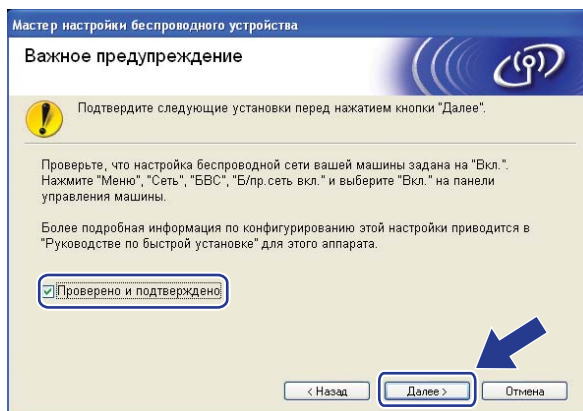 Мастер настройки беспроводного устройства
Важное предупреждение
Подтвердите следующие установки перед нажатием кнопки "Далее".
Проверьте, что настройка беспроводной сети вашей машины задана на "Вкл.".
Нажмите "Меню", "Сеть", "БВС", "Б/пр.сеть вкл." и выберите "Вкл." на панели
управления машины.
Более подробная информация по конфигурированию этой настройки приводится в
"Руководстве по быстрой установке" для этого аппарата.
Проверено и подтверждено
< Назад
Далее >
Отмена